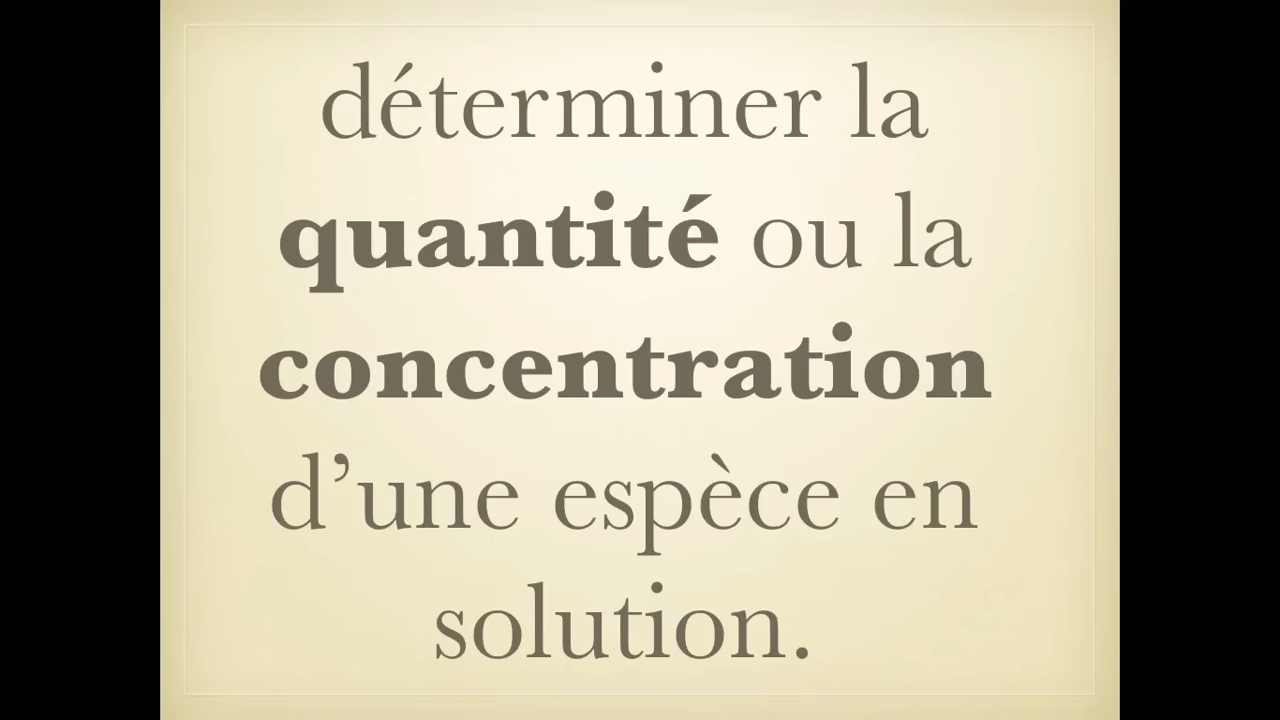 déterminer la
quantité ou la
concentration
d’une espèce en
solution.